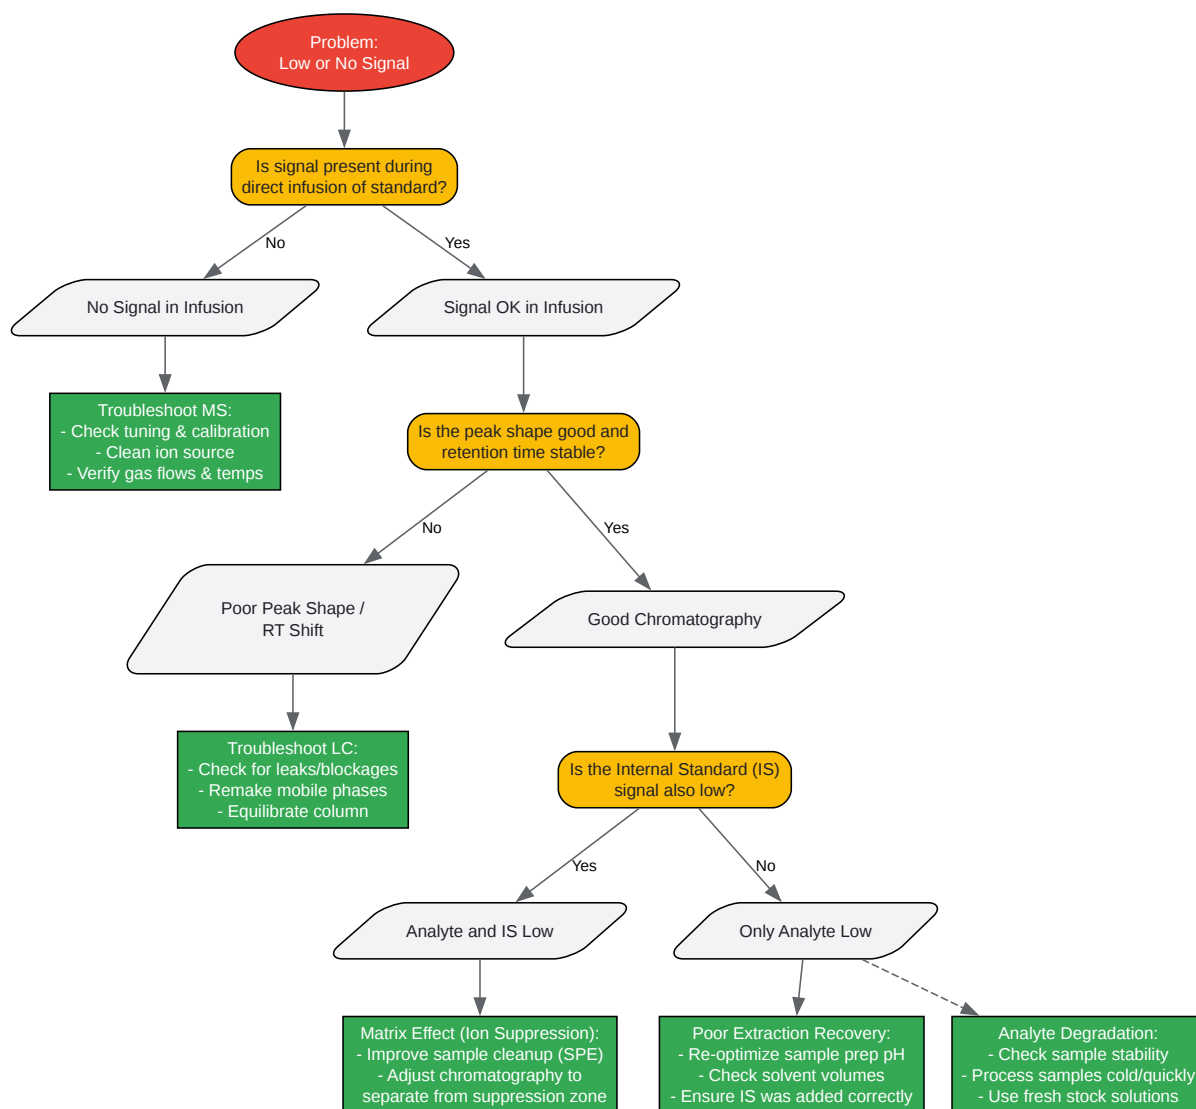 Problem:
Low or No Signal
Is signal present during
direct infusion of standard?
No
Yes
No Signal in Infusion
Signal OK in Infusion
Troubleshoot MS:
- Check tuning & calibration
- Clean ion source
- Verify gas flows & temps
Is the peak shape good and
retention time stable?
No
Yes
Poor Peak Shape /
RT Shift
Good Chromatography
Troubleshoot LC:
- Check for leaks/blockages
- Remake mobile phases
- Equilibrate column
Is the Internal Standard (IS)
signal also low?
Yes
No
Analyte and IS Low
Only Analyte Low
Matrix Effect (Ion Suppression):
- Improve sample cleanup (SPE)
- Adjust chromatography to
separate from suppression zone
Poor Extraction Recovery:
- Re-optimize sample prep pH
- Check solvent volumes
- Ensure IS was added correctly
Analyte Degradation:
- Check sample stability
- Process samples cold/quickly
- Use fresh stock solutions